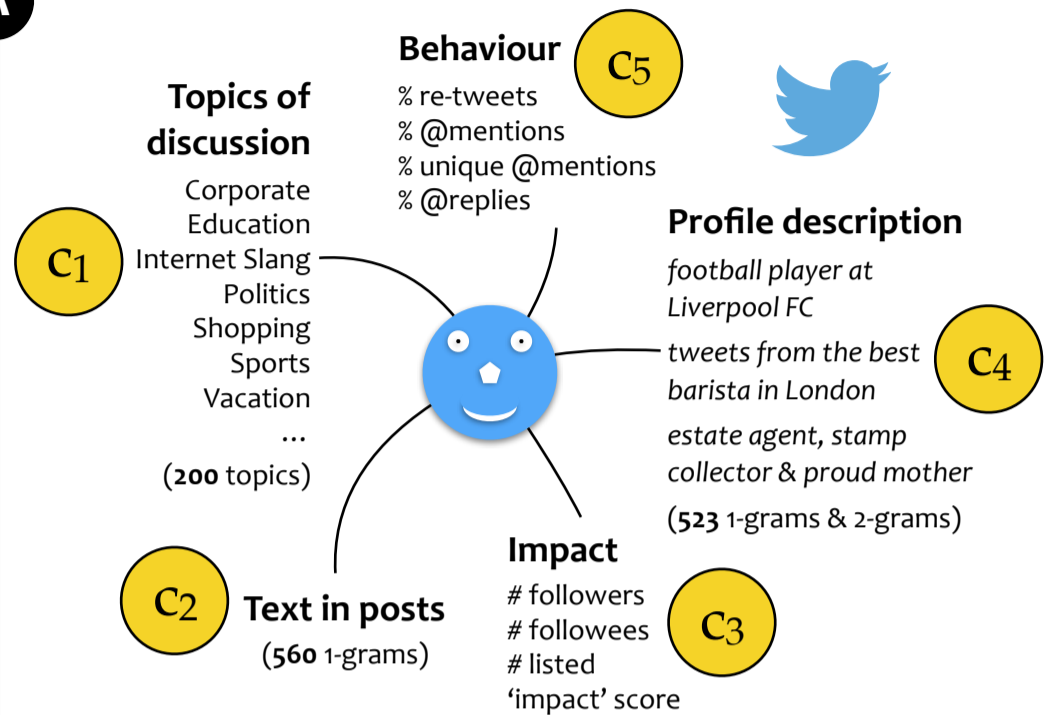 A
Behaviour
% re-tweets
% @mentions
% unique @mentions
% @replies
c5
Topics of
discussion
Corporate
Education
Internet Slang
Politics
Shopping
Sports
Vacation
...
(200 topics)
c1
Profile description
football player at
Liverpool FC
tweets from the best
barista in London
estate agent, stamp
collector & proud mother
(523 1-grams & 2-grams)
c4
c2
Text in posts
(560 1-grams)
Impact
# followers
# followees
# listed
‘impact’ score
c3